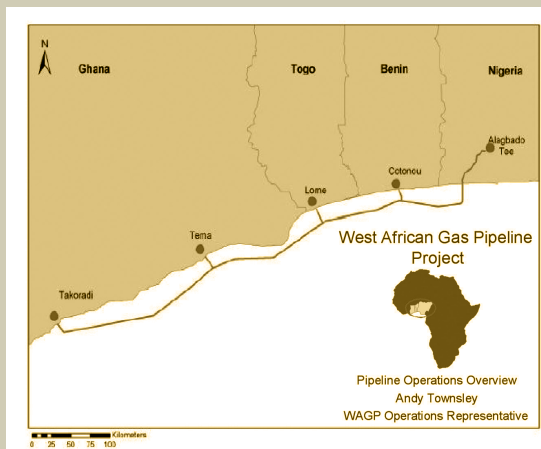 N
Ghana
Togo
Benin
Nigeria
Alagbado
Tee
Cotonou
Lome
Tema
Takoradi
West African Gas Pipeline
Project
Pipeline Operations Overview
Andy Townsley
WAGP Operations Representative
Kilometers
0 25 50 75 100